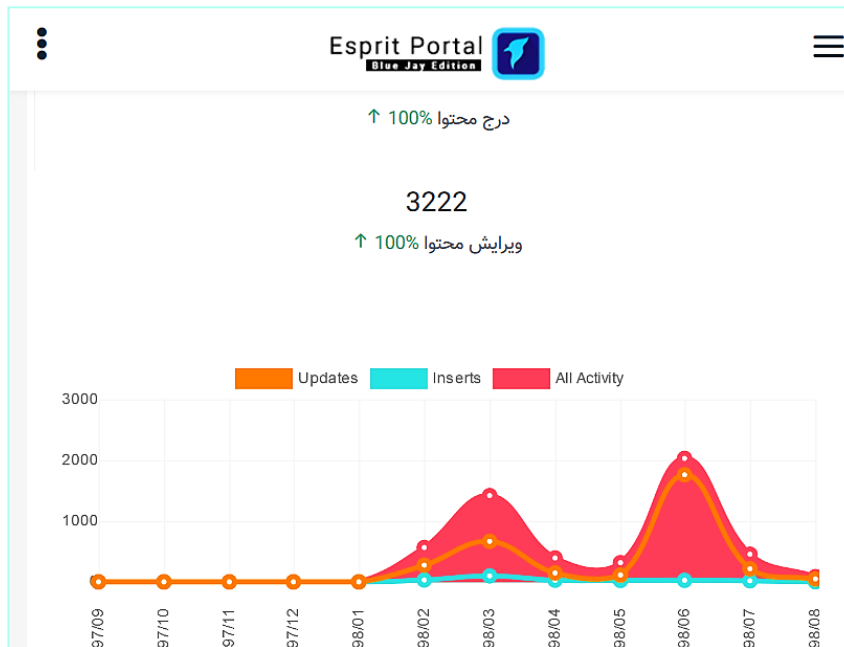 Esprit Portal
Blue Jay Edition
درج محتوا 100% ↑
3222
ویرایش محتوا 100% ↑
Updates Inserts All Activity
3000
2000
1000
97/09 97/10 97/11 97/12 98/01 98/02 98/03 98/04 98/05 98/06 98/07 98/08